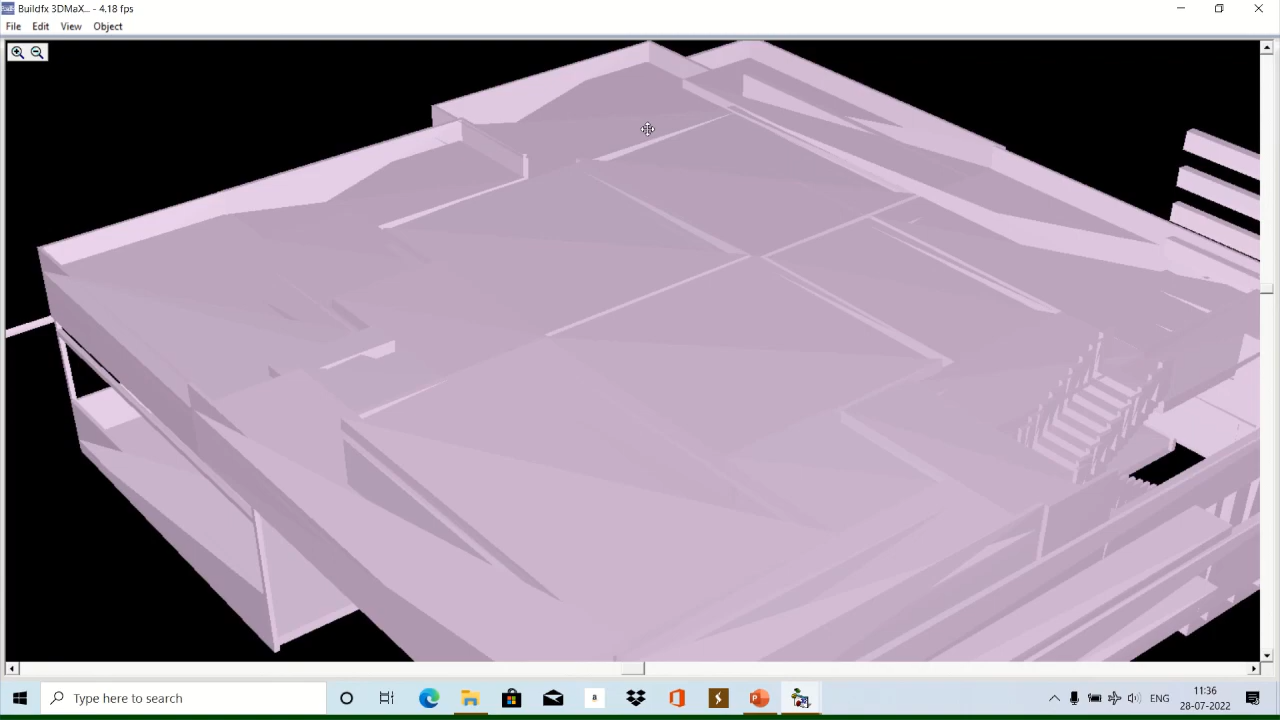 Buildfx 3DMaX... - 4.18 fps
File Edit View Object
Type here to search
ENG
11:36
28-07-2022